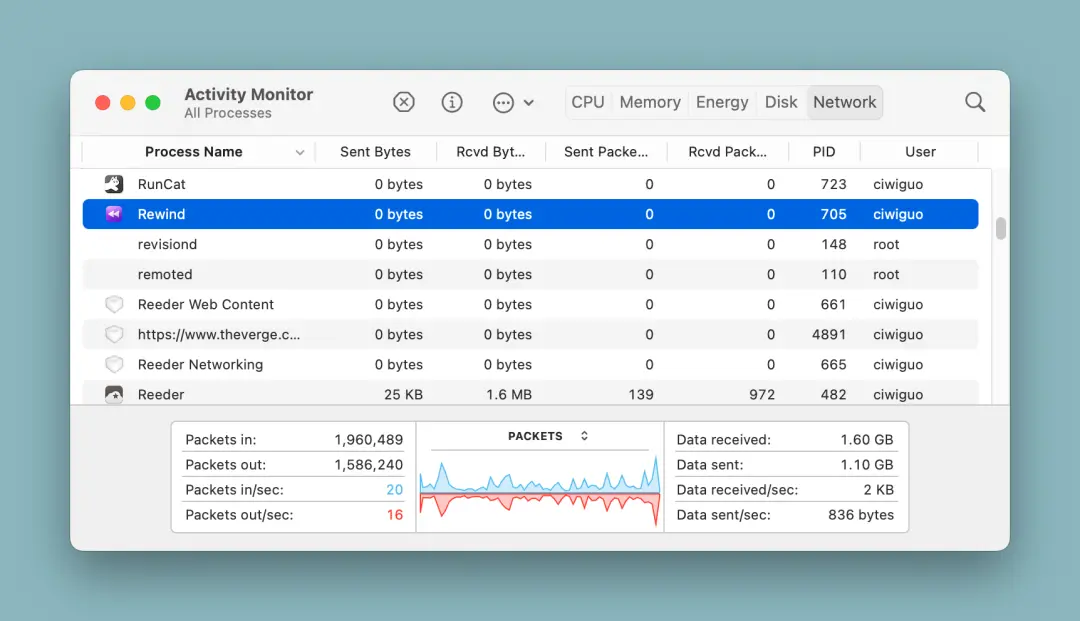 Activity Monitor
All Processes
CPU Memory Energy Disk Network
Process Name Sent Bytes Rcvd Byt... Sent Packe... Rcvd Pack... PID User
RunCat 0 bytes 0 bytes 0 0 723 ciwiguo
Rewind 0 bytes 0 bytes 0 0 705 ciwiguo
revisiond 0 bytes 0 bytes 0 0 148 root
remoted 0 bytes 0 bytes 0 0 110 root
Reeder Web Content 0 bytes 0 bytes 0 0 661 ciwiguo
https://www.theverge.c... 0 bytes 0 bytes 0 0 4891 ciwiguo
Reeder Networking 0 bytes 0 bytes 0 0 665 ciwiguo
Reeder 25 KB 1.6 MB 139 972 482 ciwiguo
Packets in: 1,960,489
Packets out: 1,586,240
Packets in/sec: 20
Packets out/sec: 16
PACKETS
Data received: 1.60 GB
Data sent: 1.10 GB
Data received/sec: 2 KB
Data sent/sec: 836 bytes